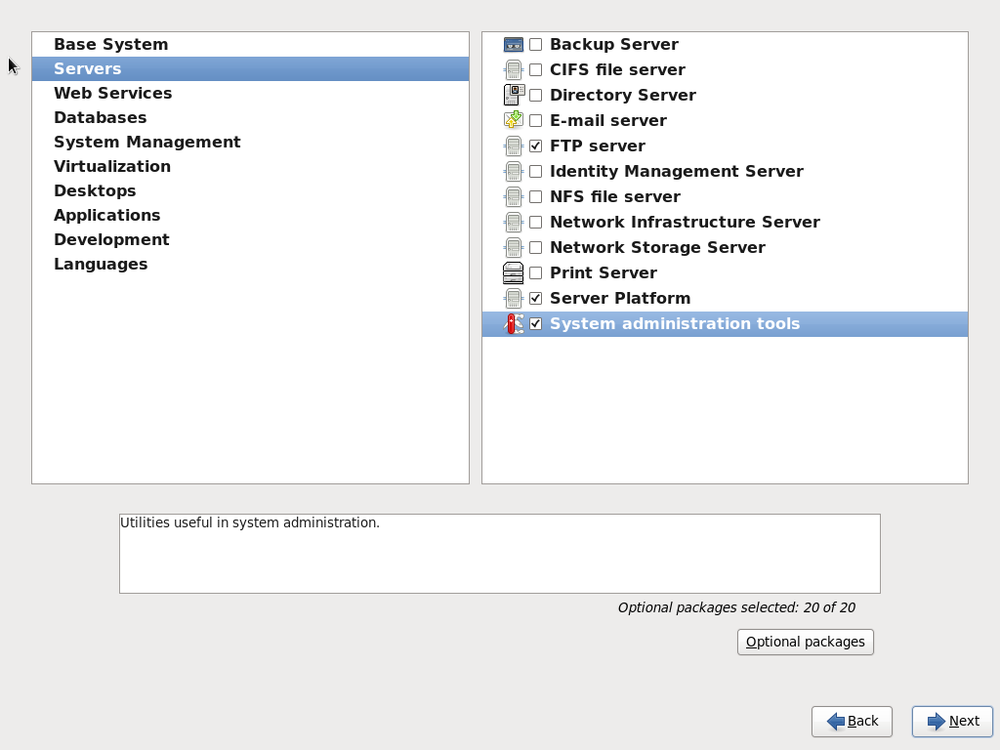 Base System
Servers
Web Services
Databases
System Management
Virtualization
Desktops
Applications
Development
Languages
Backup Server
CIFS file server
Directory Server
E-mail server
FTP server
Identity Management Server
NFS file server
Network Infrastructure Server
Network Storage Server
Print Server
Server Platform
System administration tools
Utilities useful in system administration.
Optional packages selected: 20 of 20
Optional packages
Back
Next